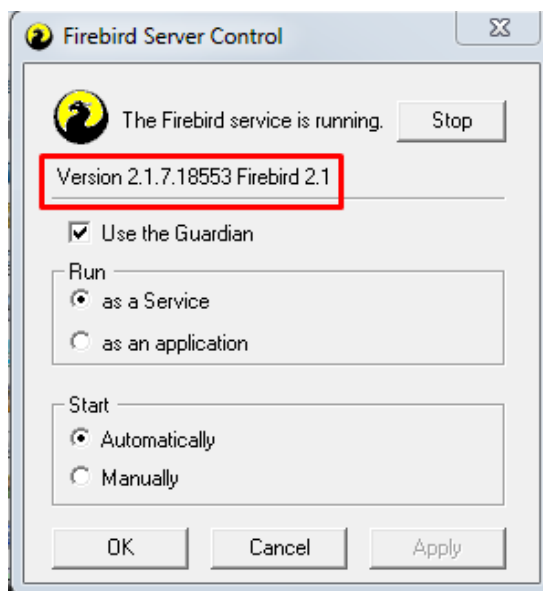 Firebird Server Control
The Firebird service is running.
Stop
Version 2.1.7.18553 Firebird 2.1
Use the Guardian
Run
as a Service
as an application
Start
Automatically
Manually
OK
Cancel
Apply